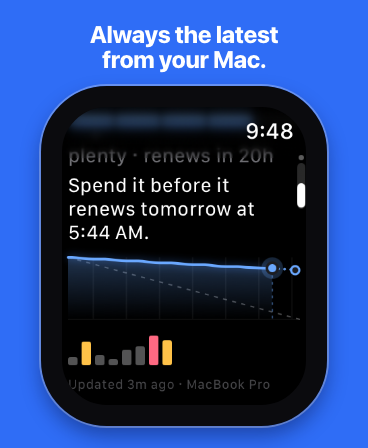 Always the latest
from your Mac.
9:48
plenty · renews in 20h
Spend it before it
renews tomorrow at
5:44 AM.
Updated 3m ago · MacBook Pro